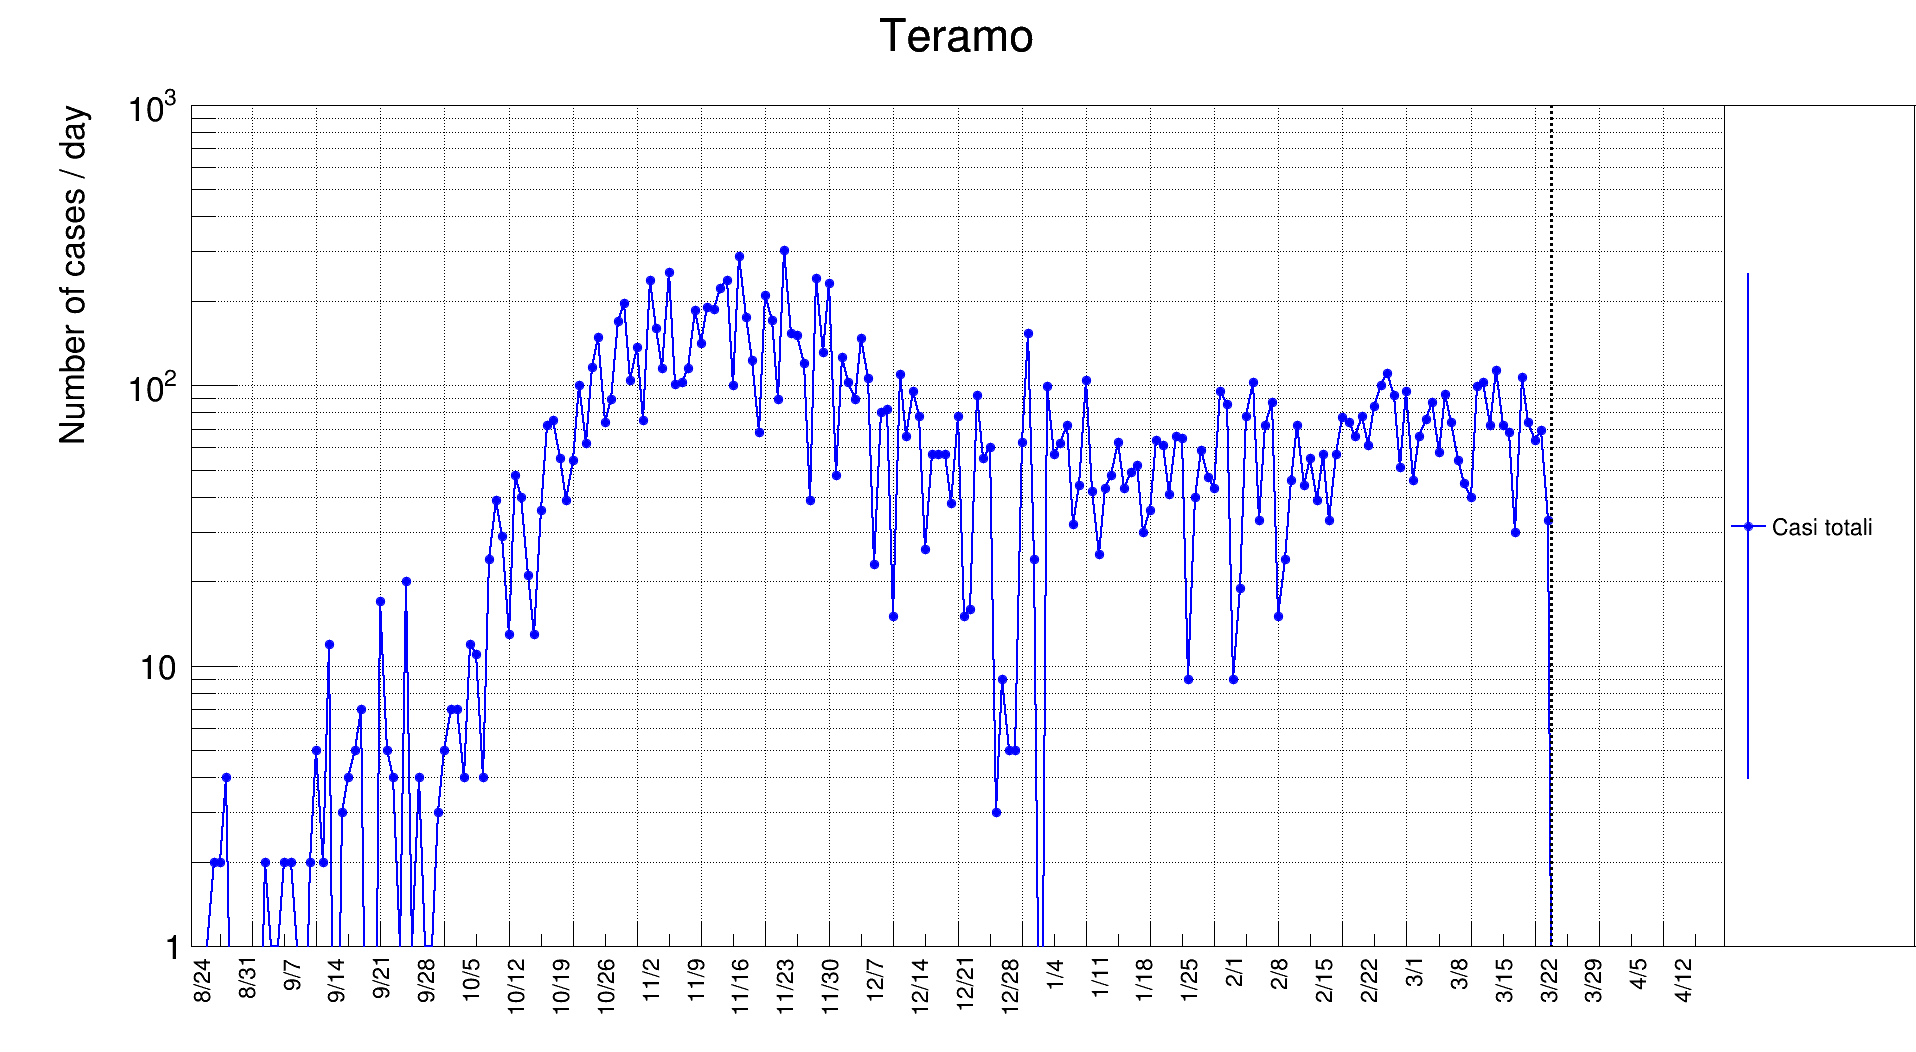 Teramo
Number of cases / day
10³
10²
10
1
8/24 8/31 9/7 9/14 9/21 9/28 10/5 10/12 10/19 10/26 11/2 11/9 11/16 11/23 11/30 12/7 12/14 12/21 12/28 1/4 1/11 1/18 1/25 2/1 2/8 2/15 2/22 3/1 3/8 3/15 3/22 3/29 4/5 4/12
Casi totali